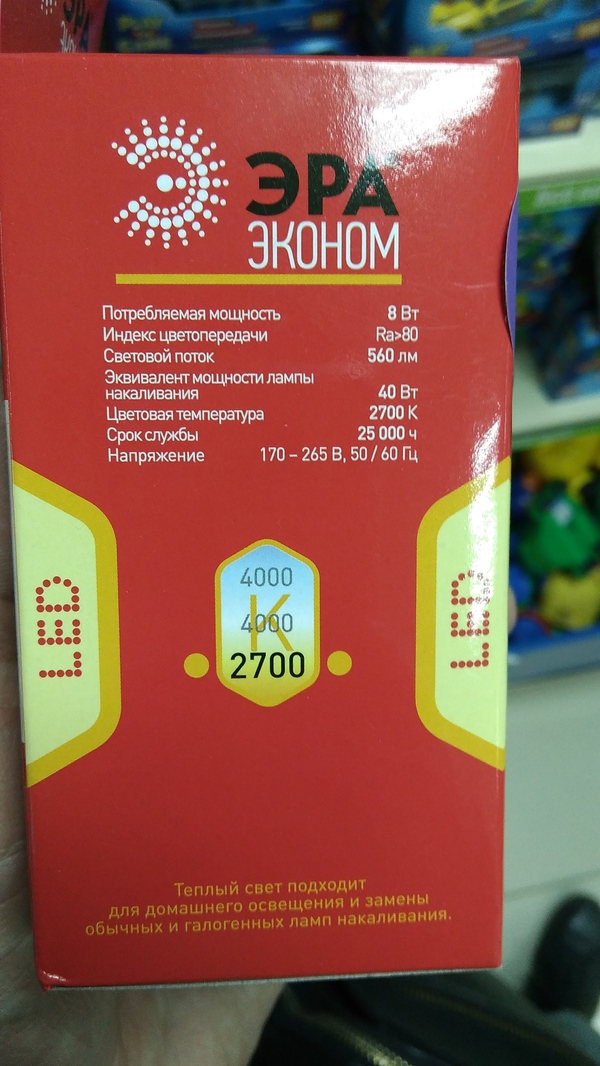 ЭРА
ЭКОНОМ
Потребляемая мощность 8 Вт
Индекс цветопередачи Ra>80
Световой поток 560 лм
Эквивалент мощности лампы
накаливания 40 Вт
Цветовая температура 2700 К
Срок службы 25 000 ч
Напряжение 170 – 265 В, 50 / 60 Гц
LED
LED
4000
К
4000
2700
Теплый свет подходит
для домашнего освещения и замены
обычных и галогенных ламп накаливания.